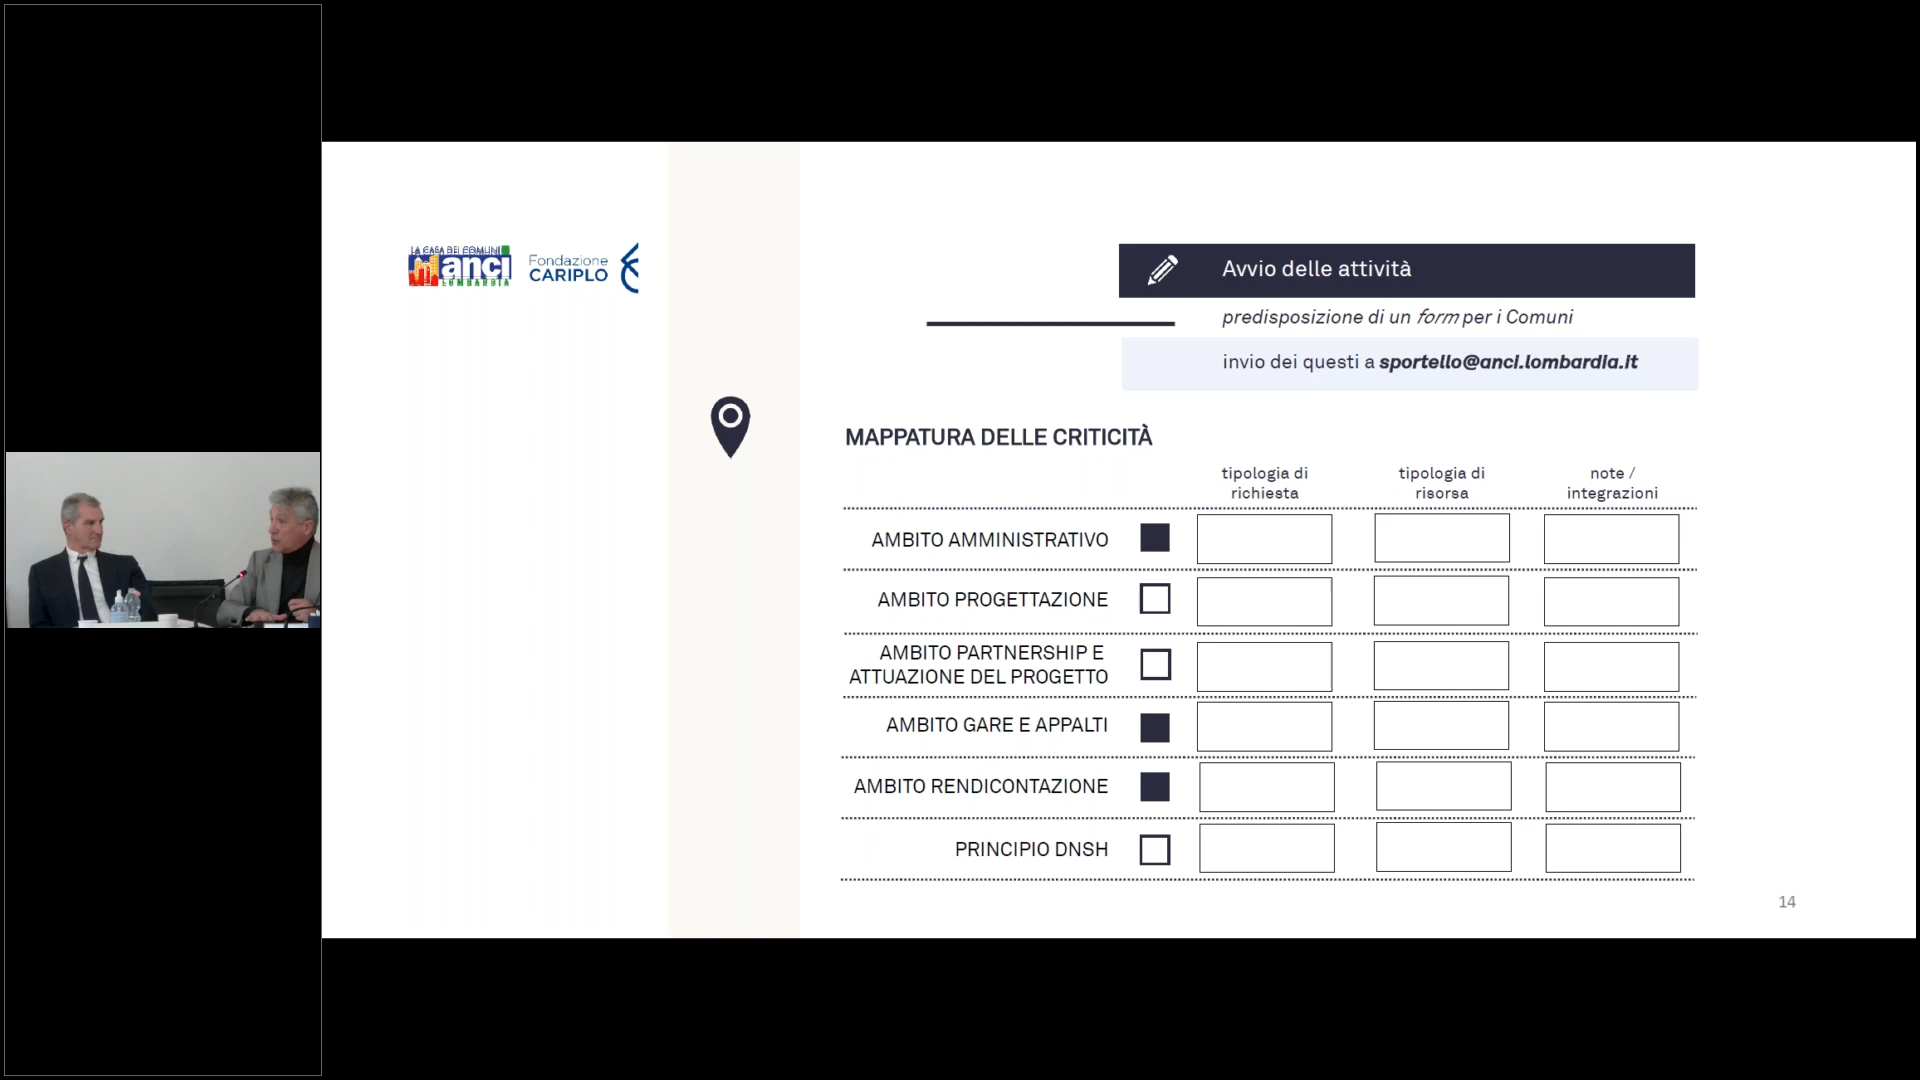 LA CASA DEI COMUNI
anci
LOMBARDIA
Fondazione
CARIPLO
Avvio delle attività
predisposizione di un form per i Comuni
invio dei questi a sportello@anci.lombardia.it
MAPPATURA DELLE CRITICITÀ
tipologia di
richiesta
tipologia di
risorsa
note /
integrazioni
AMBITO AMMINISTRATIVO
AMBITO PROGETTAZIONE
AMBITO PARTNERSHIP E
ATTUAZIONE DEL PROGETTO
AMBITO GARE E APPALTI
AMBITO RENDICONTAZIONE
PRINCIPIO DNSH
14